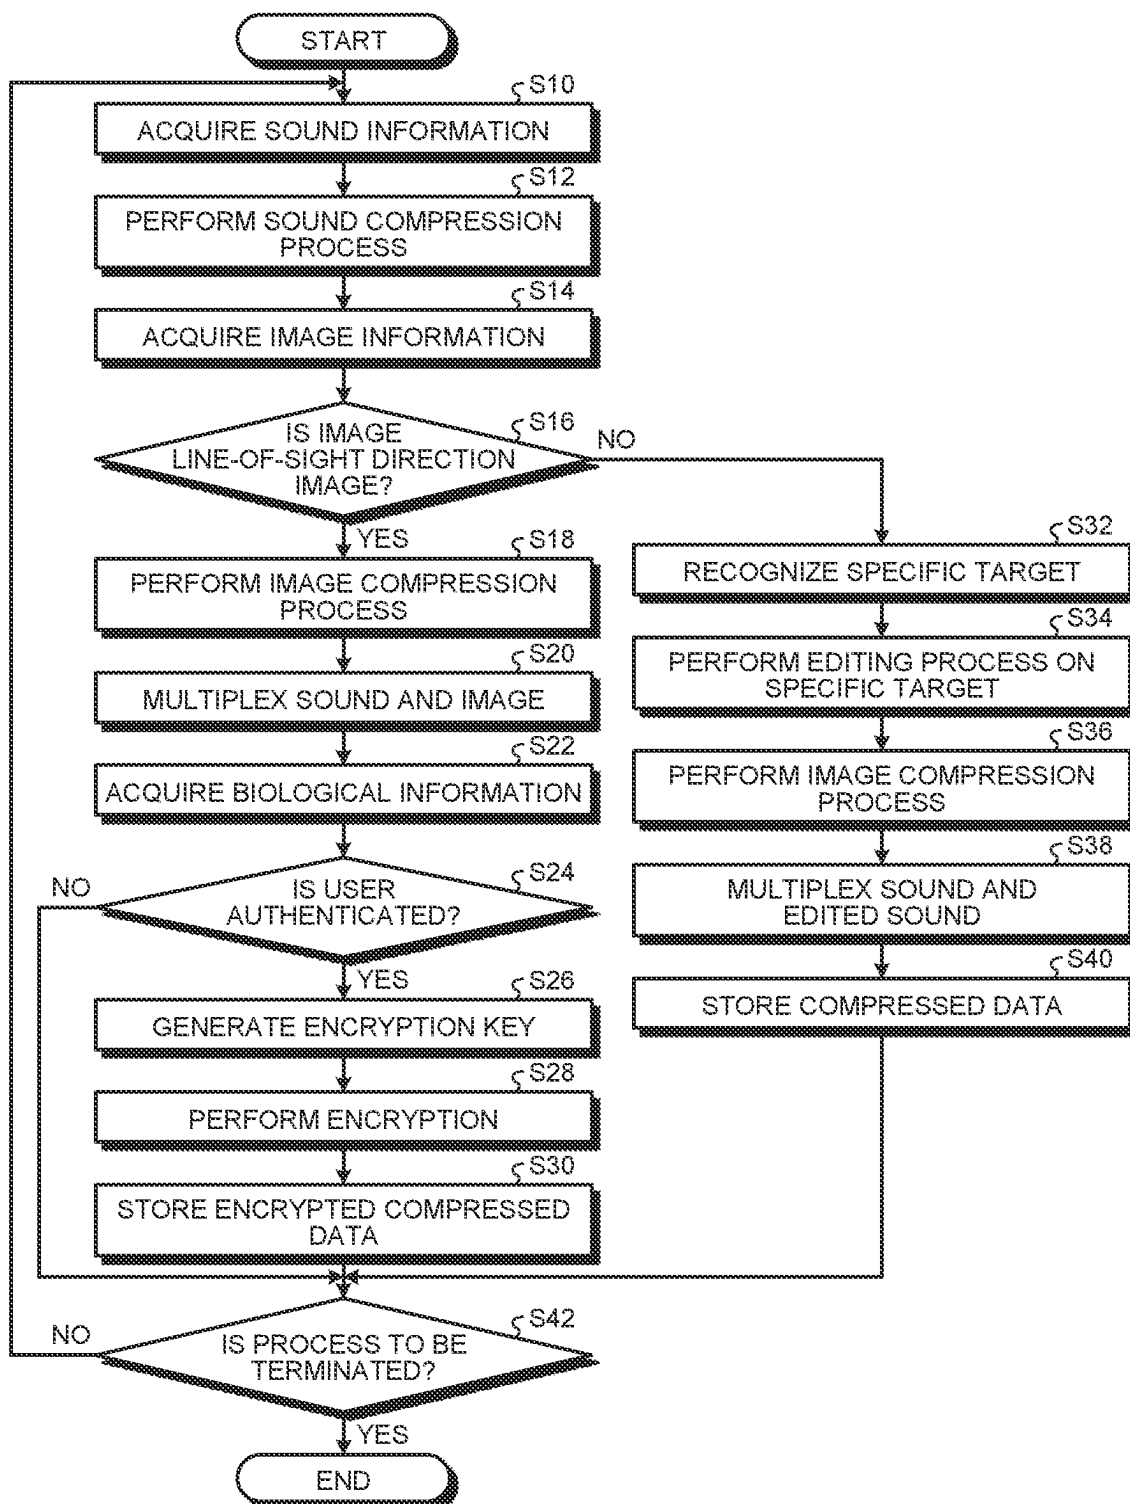 START
S10
ACQUIRE SOUND INFORMATION
S12
PERFORM SOUND COMPRESSION
PROCESS
S14
ACQUIRE IMAGE INFORMATION
S16
IS IMAGE
LINE-OF-SIGHT DIRECTION
IMAGE?
NO
YES
S18
PERFORM IMAGE COMPRESSION
PROCESS
S20
MULTIPLEX SOUND AND IMAGE
S22
ACQUIRE BIOLOGICAL INFORMATION
S24
IS USER
AUTHENTICATED?
NO
YES
S26
GENERATE ENCRYPTION KEY
S28
PERFORM ENCRYPTION
S30
STORE ENCRYPTED COMPRESSED
DATA
S32
RECOGNIZE SPECIFIC TARGET
S34
PERFORM EDITING PROCESS ON
SPECIFIC TARGET
S36
PERFORM IMAGE COMPRESSION
PROCESS
S38
MULTIPLEX SOUND AND
EDITED SOUND
S40
STORE COMPRESSED DATA
S42
IS PROCESS TO BE
TERMINATED?
NO
YES
END